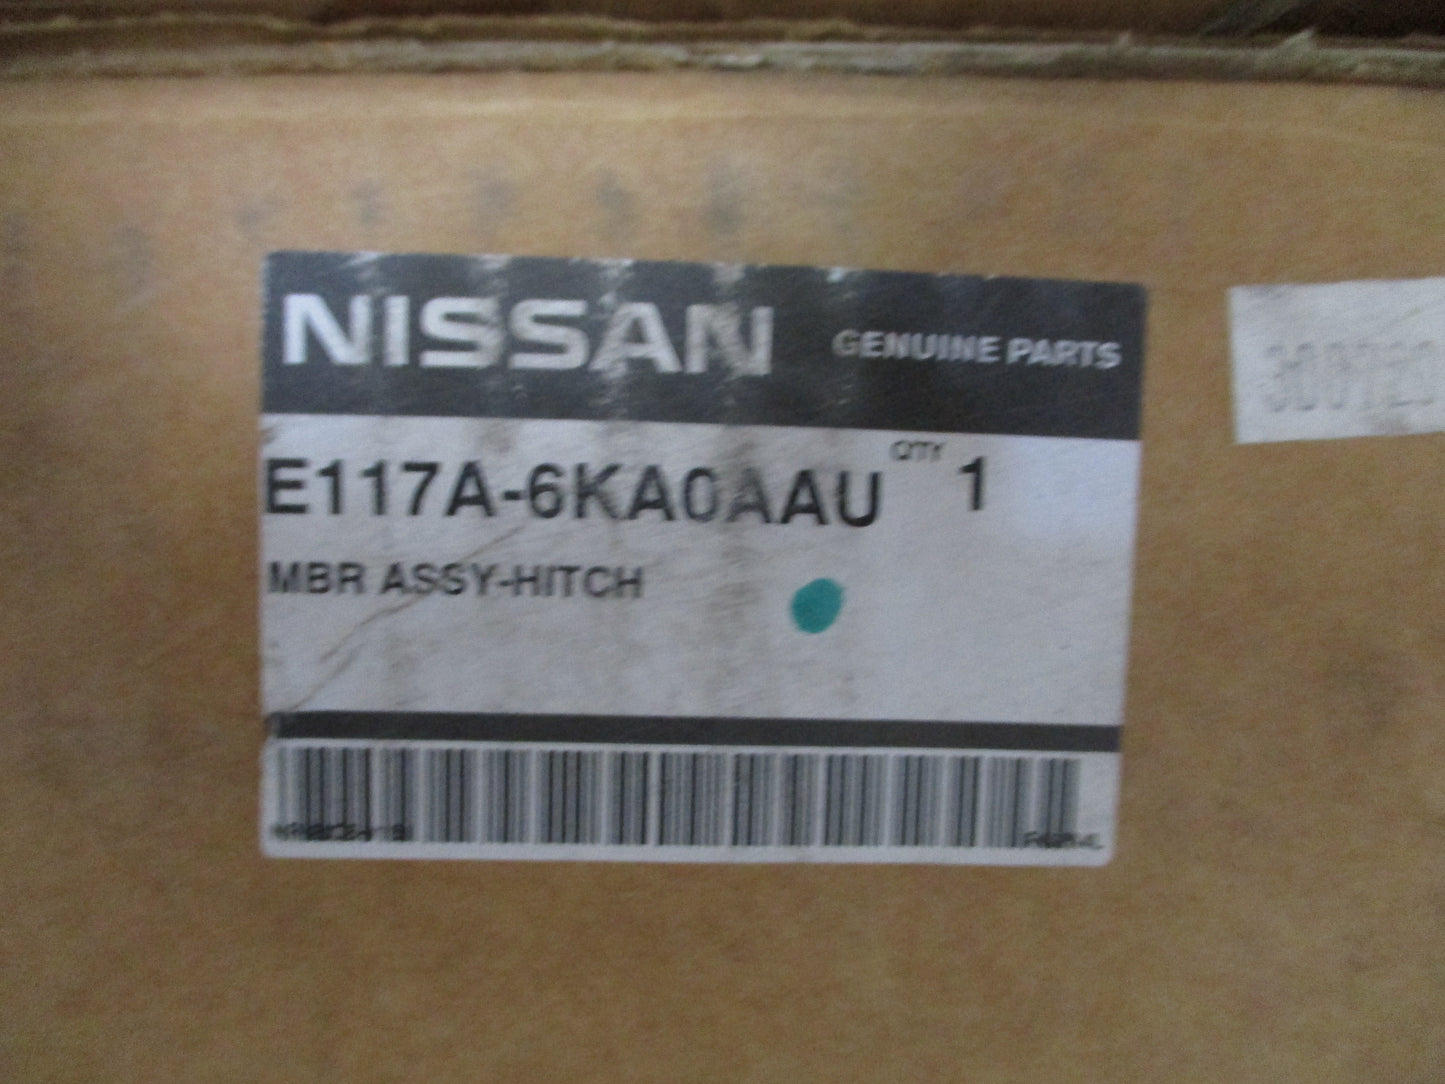 NISSAN GENUINE PARTS
E117A-6KA0AAU QTY 1
MBR ASSY-HITCH